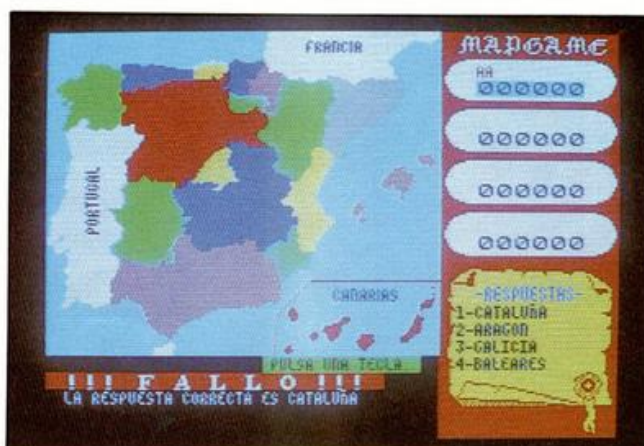 FRANCIA
PORTUGAL
CANARIAS
MAPGAME
AA
000000
000000
000000
000000
-RESPUESTAS-
1-CATALUÑA
2-ARAGON
3-GALICIA
4-BALEARES
PULSA UNA TECLA
!!! FALLO !!!
LA RESPUESTA CORRECTA ES CATALUÑA